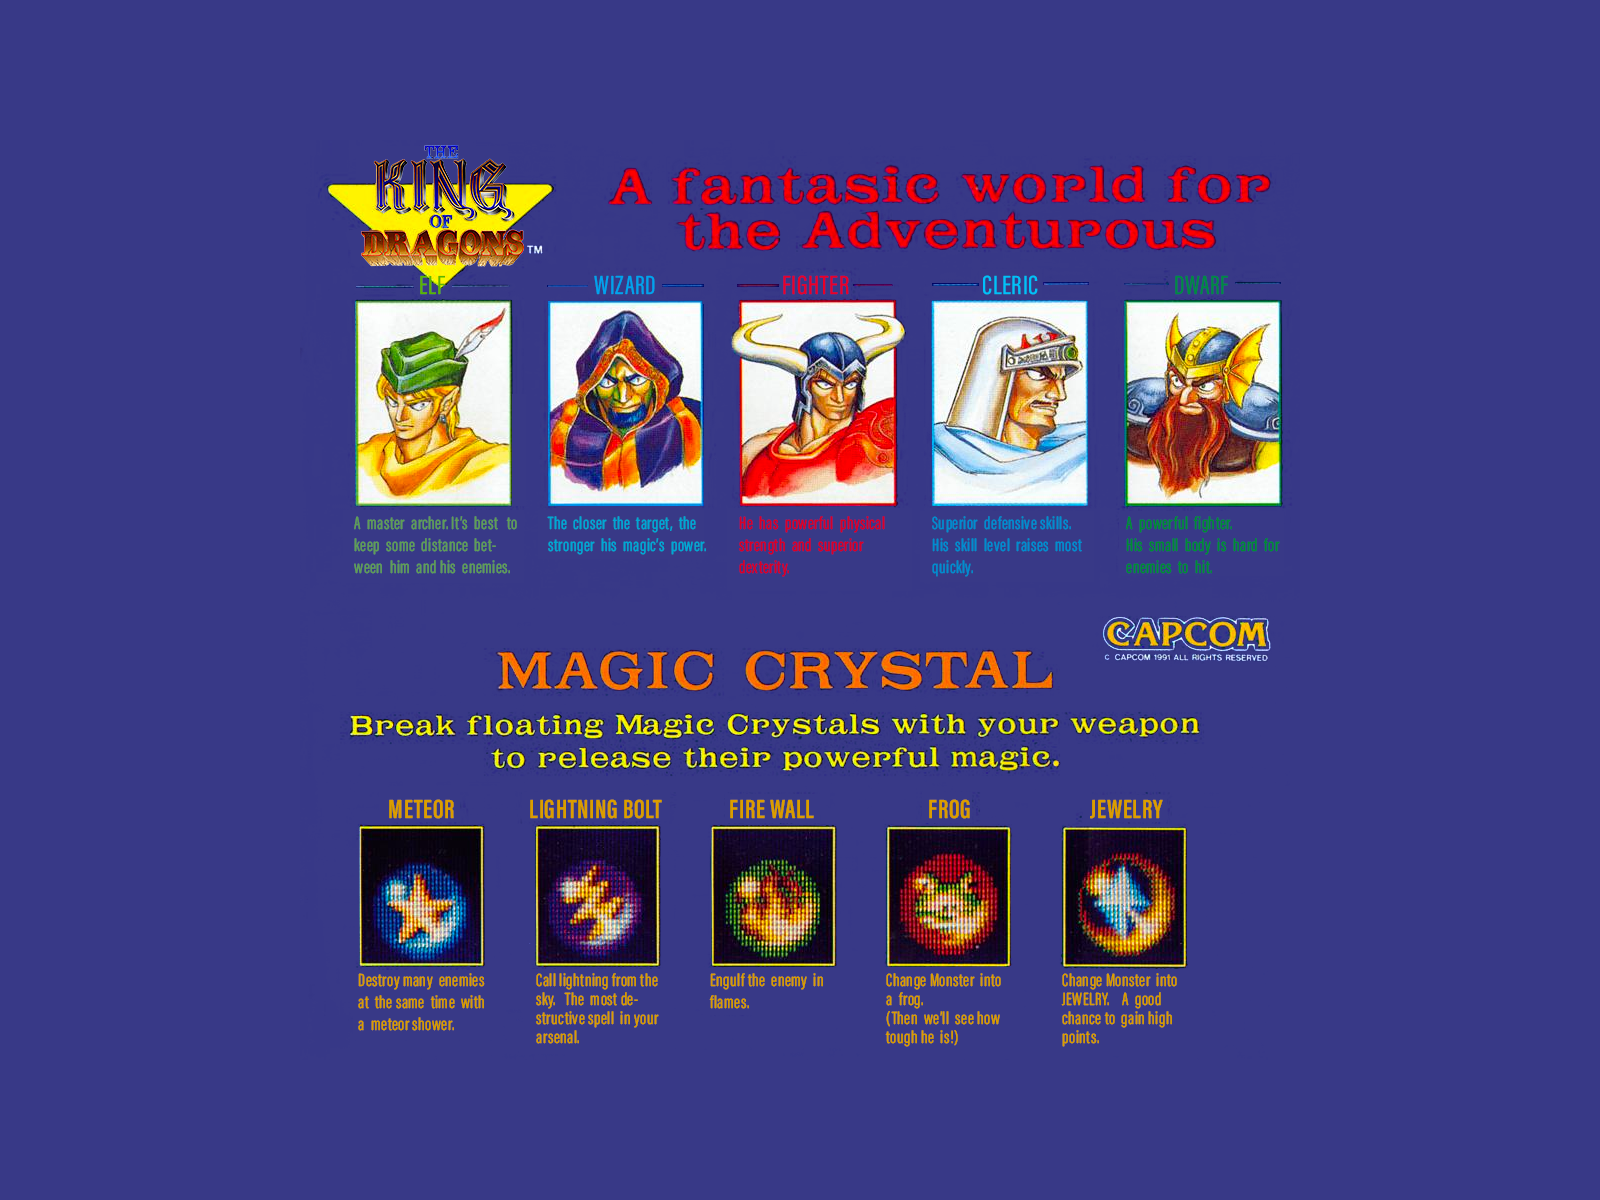 THE
KING
OF
DRAGONS™
A fantasic world for
the Adventurous
ELF
WIZARD
FIGHTER
CLERIC
DWARF
A master archer. It's best to
keep some distance bet-
ween him and his enemies.
The closer the target, the
stronger his magic's power.
He has powerful physical
strength and superior
dexterity.
Superior defensive skills.
His skill level raises most
quickly.
A powerful fighter.
His small body is hard for
enemies to hit.
CAPCOM
© CAPCOM 1991 ALL RIGHTS RESERVED
MAGIC CRYSTAL
Break floating Magic Crystals with your weapon
to release their powerful magic.
METEOR
LIGHTNING BOLT
FIRE WALL
FROG
JEWELRY
Destroy many enemies
at the same time with
a meteor shower.
Call lightning from the
sky. The most de-
structive spell in your
arsenal.
Engulf the enemy in
flames.
Change Monster into
a frog.
(Then we'll see how
tough he is!)
Change Monster into
JEWELRY. A good
chance to gain high
points.